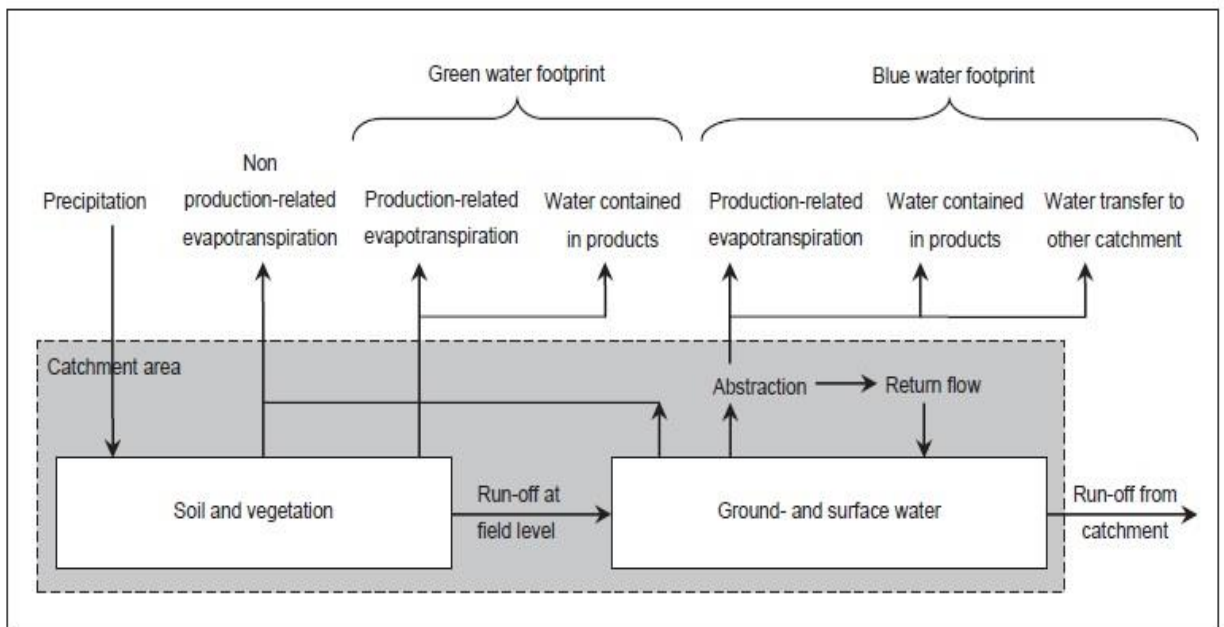 Green water footprint
Blue water footprint
Non
production-related
evapotranspiration
Precipitation
Production-related
evapotranspiration
Water contained
in products
Production-related
evapotranspiration
Water contained
in products
Water transfer to
other catchment
Catchment area
Abstraction
Return flow
Soil and vegetation
Run-off at
field level
Ground- and surface water
Run-off from
catchment